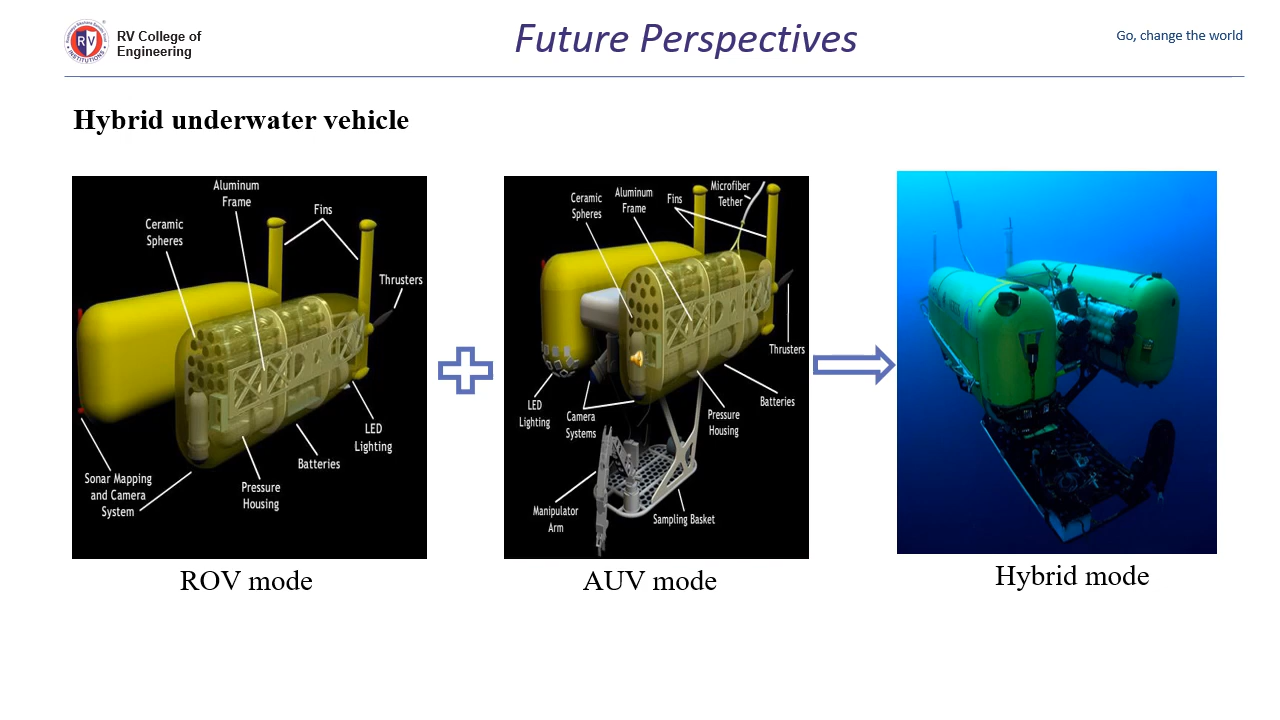 RV College of
Engineering
Future Perspectives
Go, change the world
Hybrid underwater vehicle
Aluminum
Frame
Fins
Ceramic
Spheres
Thrusters
LED
Lighting
Batteries
Pressure
Housing
Sonar Mapping
and Camera
System
ROV mode
Microfiber
Tether
Aluminum
Frame
Fins
Ceramic
Spheres
Thrusters
Batteries
Pressure
Housing
LED
Lighting
Camera
Systems
Manipulator
Arm
Sampling Basket
AUV mode
Hybrid mode